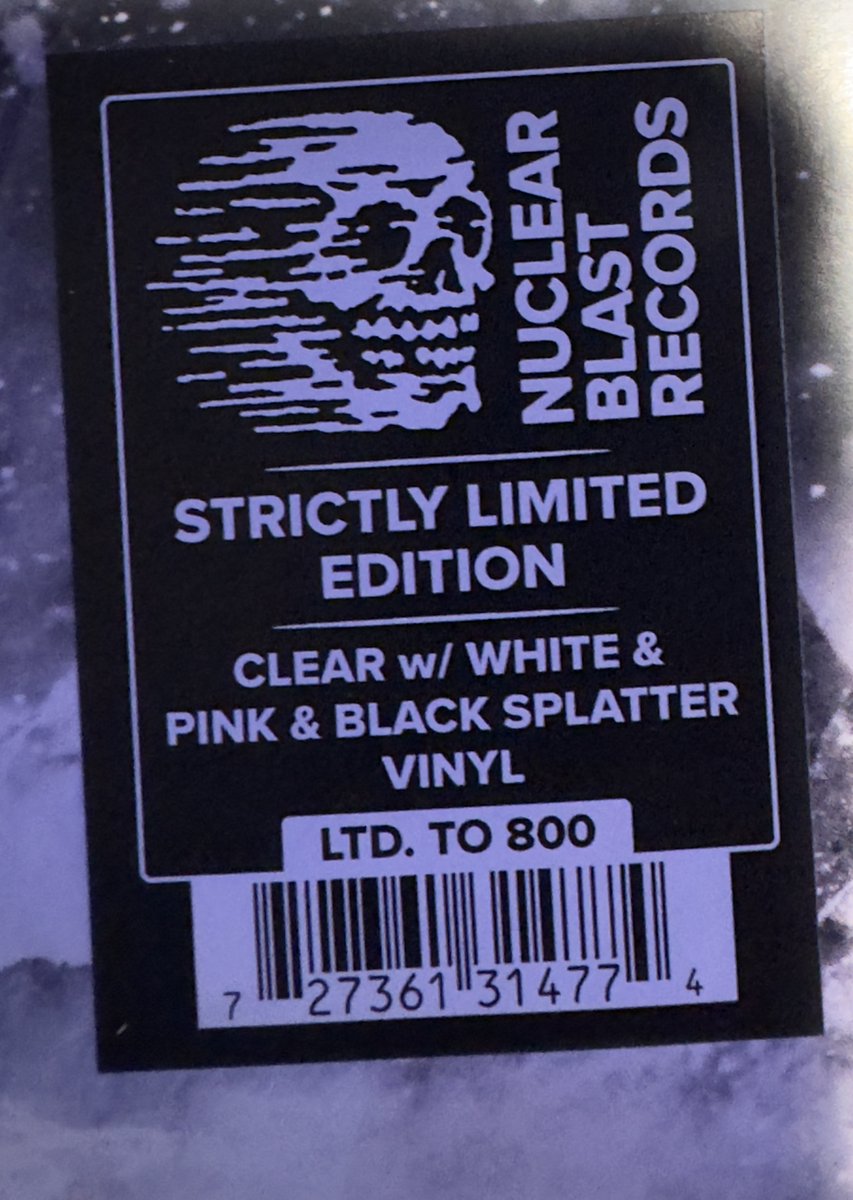 NUCLEAR
BLAST
RECORDS
STRICTLY LIMITED
EDITION
CLEAR w/ WHITE &
PINK & BLACK SPLATTER
VINYL
LTD. TO 800
7 27361 31477 4